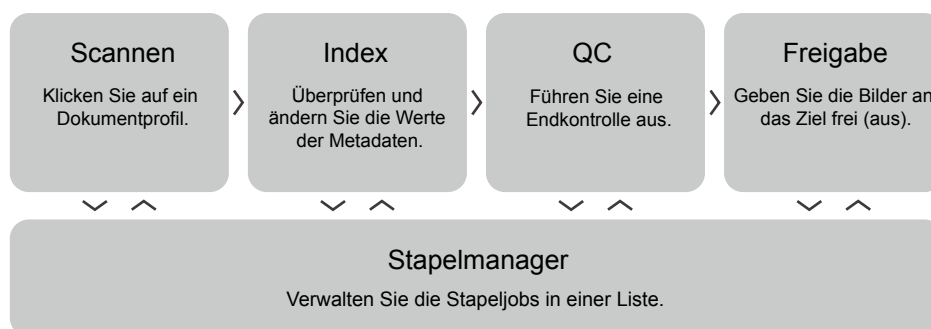 Scannen
Klicken Sie auf ein
Dokumentprofil.
Index
Überprüfen und
ändern Sie die Werte
der Metadaten.
QC
Führen Sie eine
Endkontrolle aus.
Freigabe
Geben Sie die Bilder an
das Ziel frei (aus).
Stapelmanager
Verwalten Sie die Stapeljobs in einer Liste.